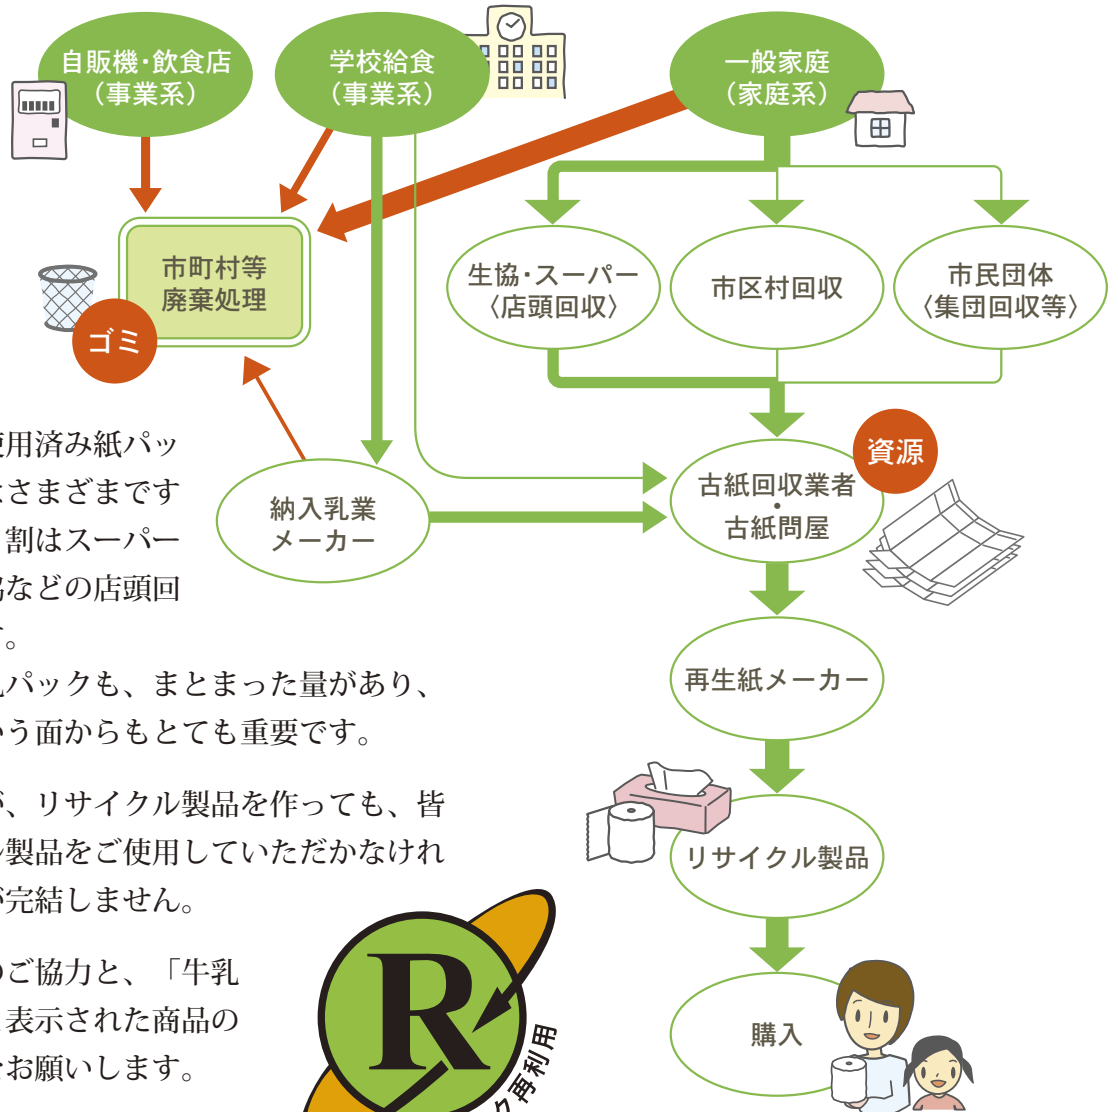 自販機・飲食店
（事業系）
学校給食
（事業系）
一般家庭
（家庭系）
市町村等
廃棄処理
ゴミ
生協・スーパー
〈店頭回収〉
市区村回収
市民団体
〈集団回収等〉
納入乳業
メーカー
古紙回収業者
・
古紙問屋
資源
再生紙メーカー
リサイクル製品
購入
使用済み紙パッ
はさまざまです
割はスーパー
などの店頭回
。
パックも、まとまった量があり、
いう面からもとても重要です。
が、リサイクル製品を作っても、皆
ル製品をご使用していただかなけれ
が完結しません。
のご協力と、「牛乳
と表示された商品の
をお願いします。
R
ク再利用